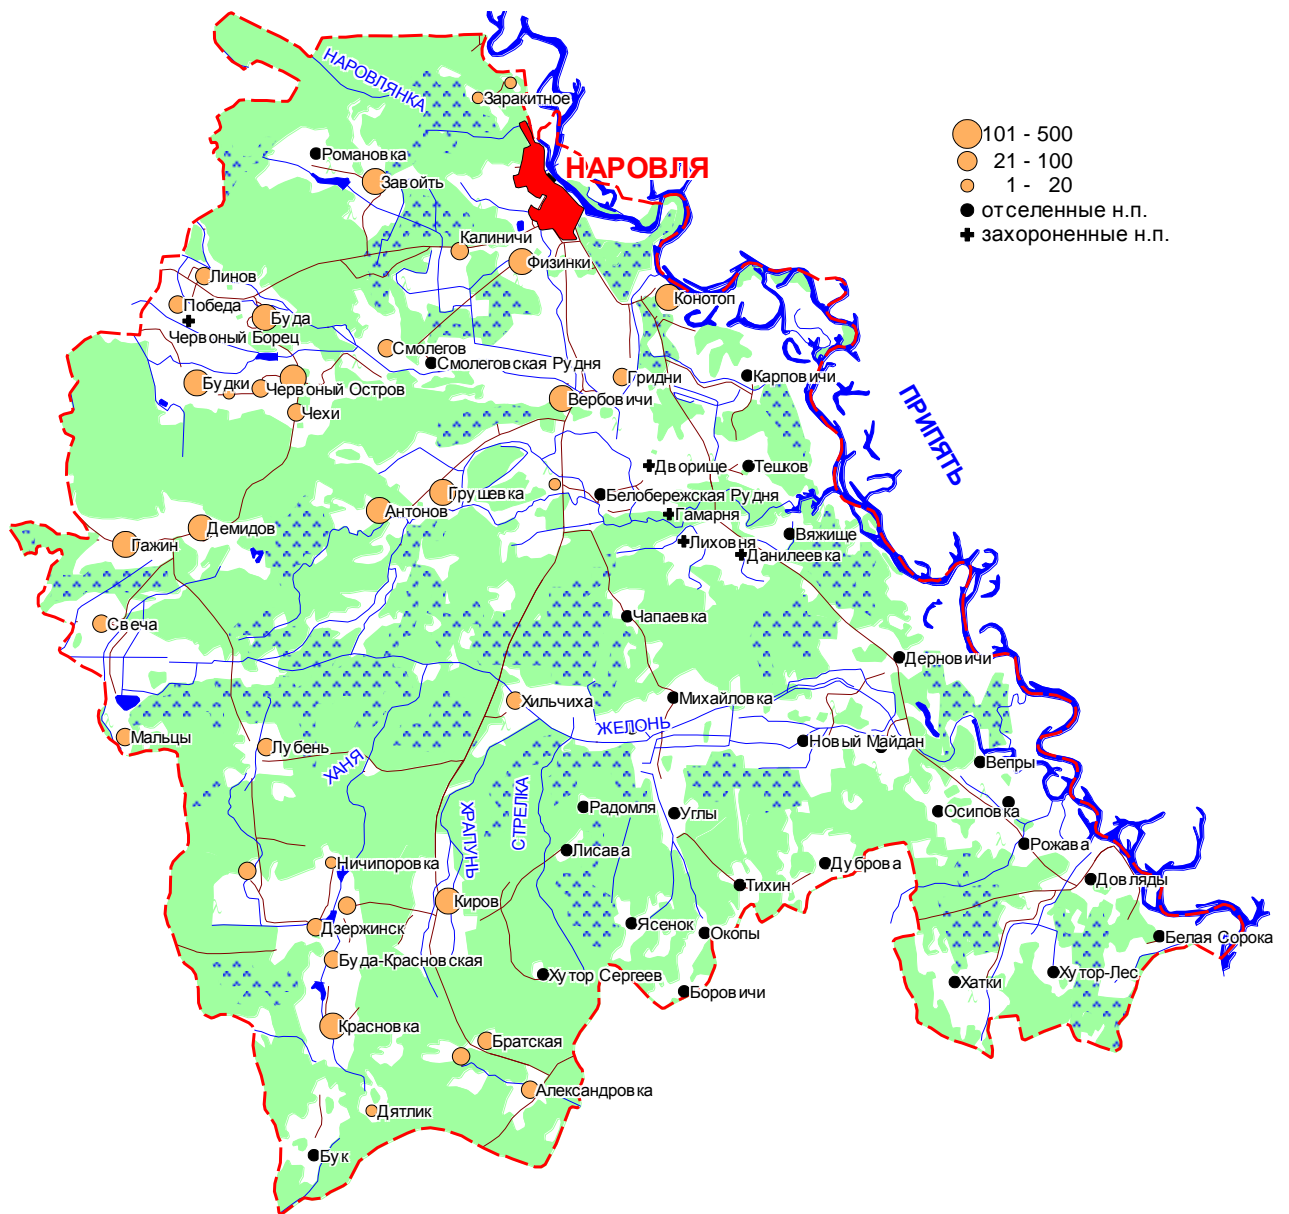 НАРОВЛЯНКА
Заракитное
101 - 500
Романовка
21 - 100
НАРОВЛЯ
Завойть
1 - 20
отселенные н.п.
захороненные н.п.
Калиничи
Физинки
Линов
Конотоп
Победа
Буда
Червоный Борец
Смолегов
Смолеговская Рудня
Гридни
Карповичи
Будки
Червоный Остров
Вербовичи
ПРИПЯТЬ
Чехи
Дворище
Тешков
Грушевка
Белобережская Рудня
Антонов
Гамарня
Демидов
Вяжище
Гажин
Лиховня
Данилеевка
Свеча
Чапаевка
Дерновичи
Хильчиха
Михайловка
ЖЕЛОНЬ
Мальцы
Новый Майдан
Лубень
Вепры
ХАНЯ
СТРЕЛКА
ХРАПУНЬ
Радомля
Углы
Осиповка
Лисава
Рожава
Ничипоровка
Дуброва
Довляды
Тихин
Киров
Дзержинск
Ясенок
Окопы
Белая Сорока
Буда-Красновская
Хутор Сергеев
Хутор-Лес
Хатки
Боровичи
Красновка
Братская
Александровка
Дятлик
Бук